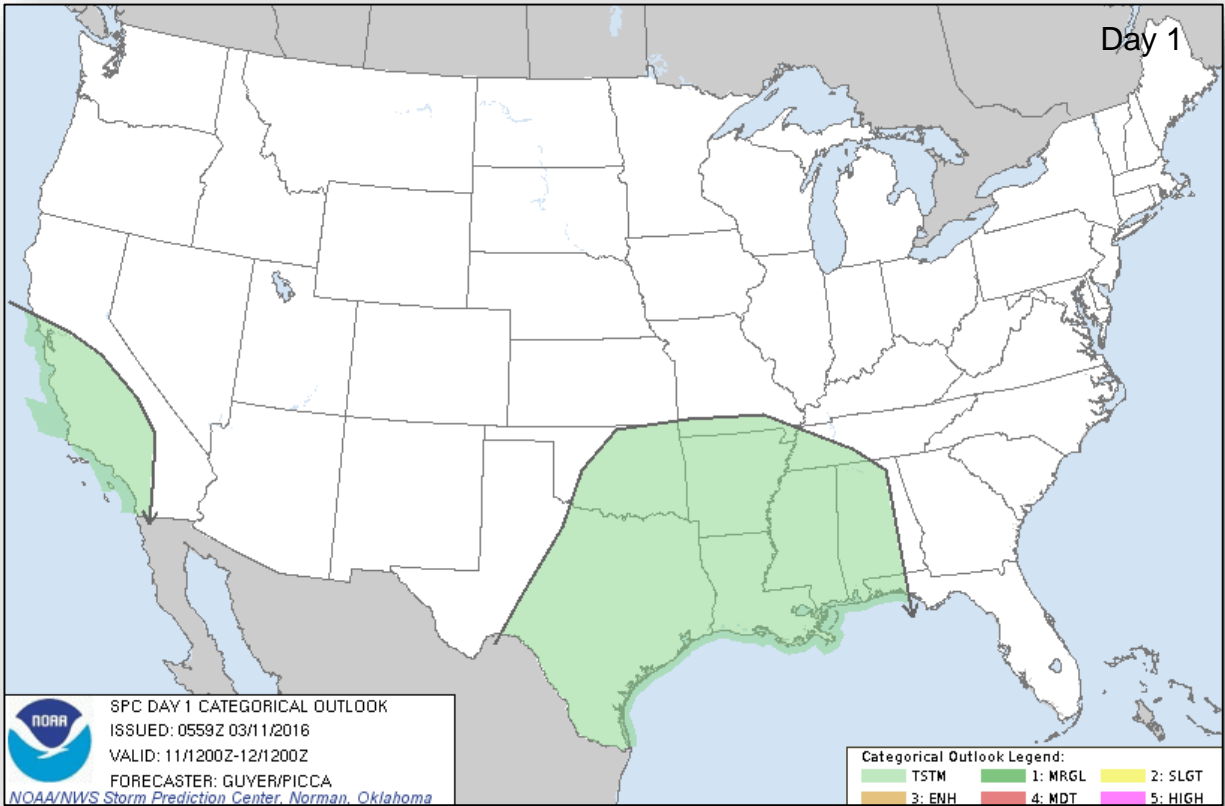 Day 1
NOAA
SPC DAY 1 CATEGORICAL OUTLOOK
ISSUED: 0559Z 03/11/2016
VALID: 11/1200Z-12/1200Z
FORECASTER: GUYER/PICCA
NOAA/NWS Storm Prediction Center, Norman, Oklahoma
Categorical Outlook Legend:
TSTM 1: MRGL 2: SLGT
3: ENH 4: MDT 5: HIGH